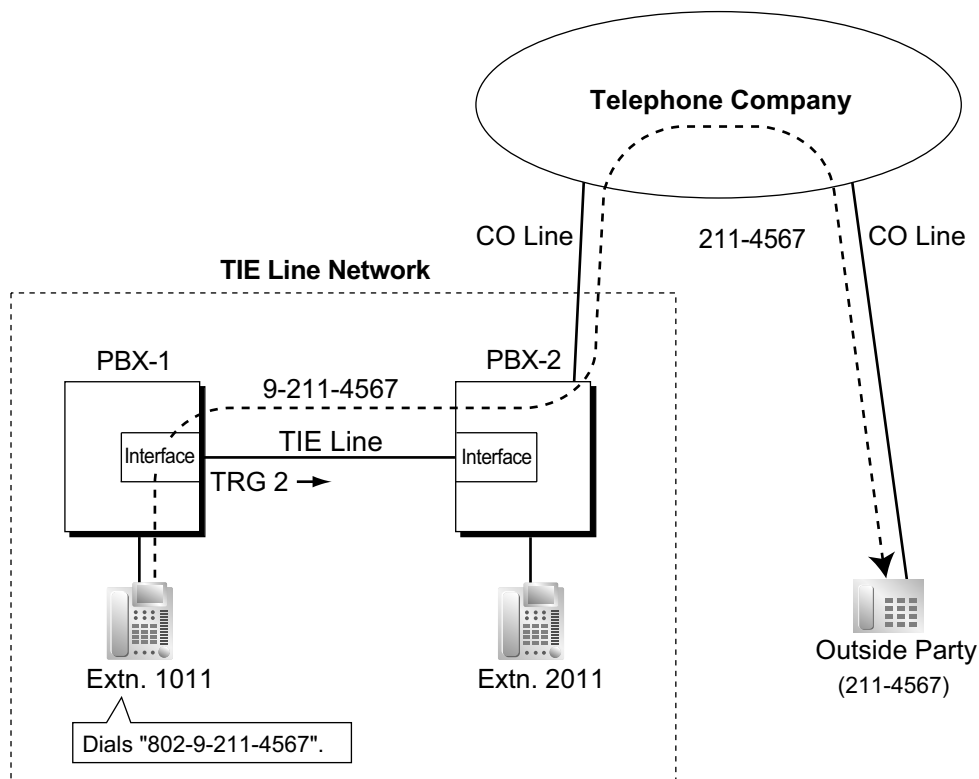 Telephone Company
CO Line
211-4567
CO Line
TIE Line Network
PBX-1
PBX-2
9-211-4567
Interface
TIE Line
Interface
TRG 2 →
Extn. 1011
Extn. 2011
Outside Party
(211-4567)
Dials "802-9-211-4567".